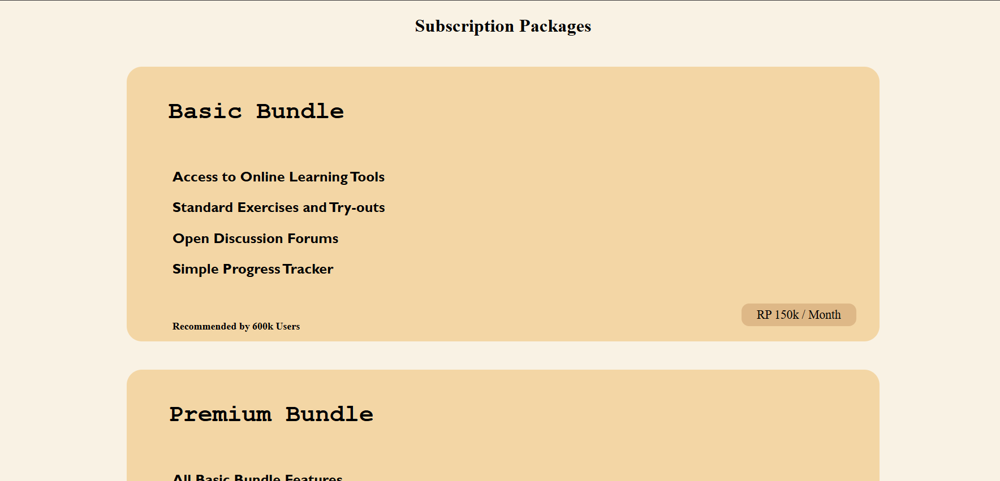 Subscription Packages
Basic Bundle
Access to Online Learning Tools
Standard Exercises and Try-outs
Open Discussion Forums
Simple Progress Tracker
RP 150k / Month
Recommended by 600k Users
Premium Bundle
All Basic Bundle Features